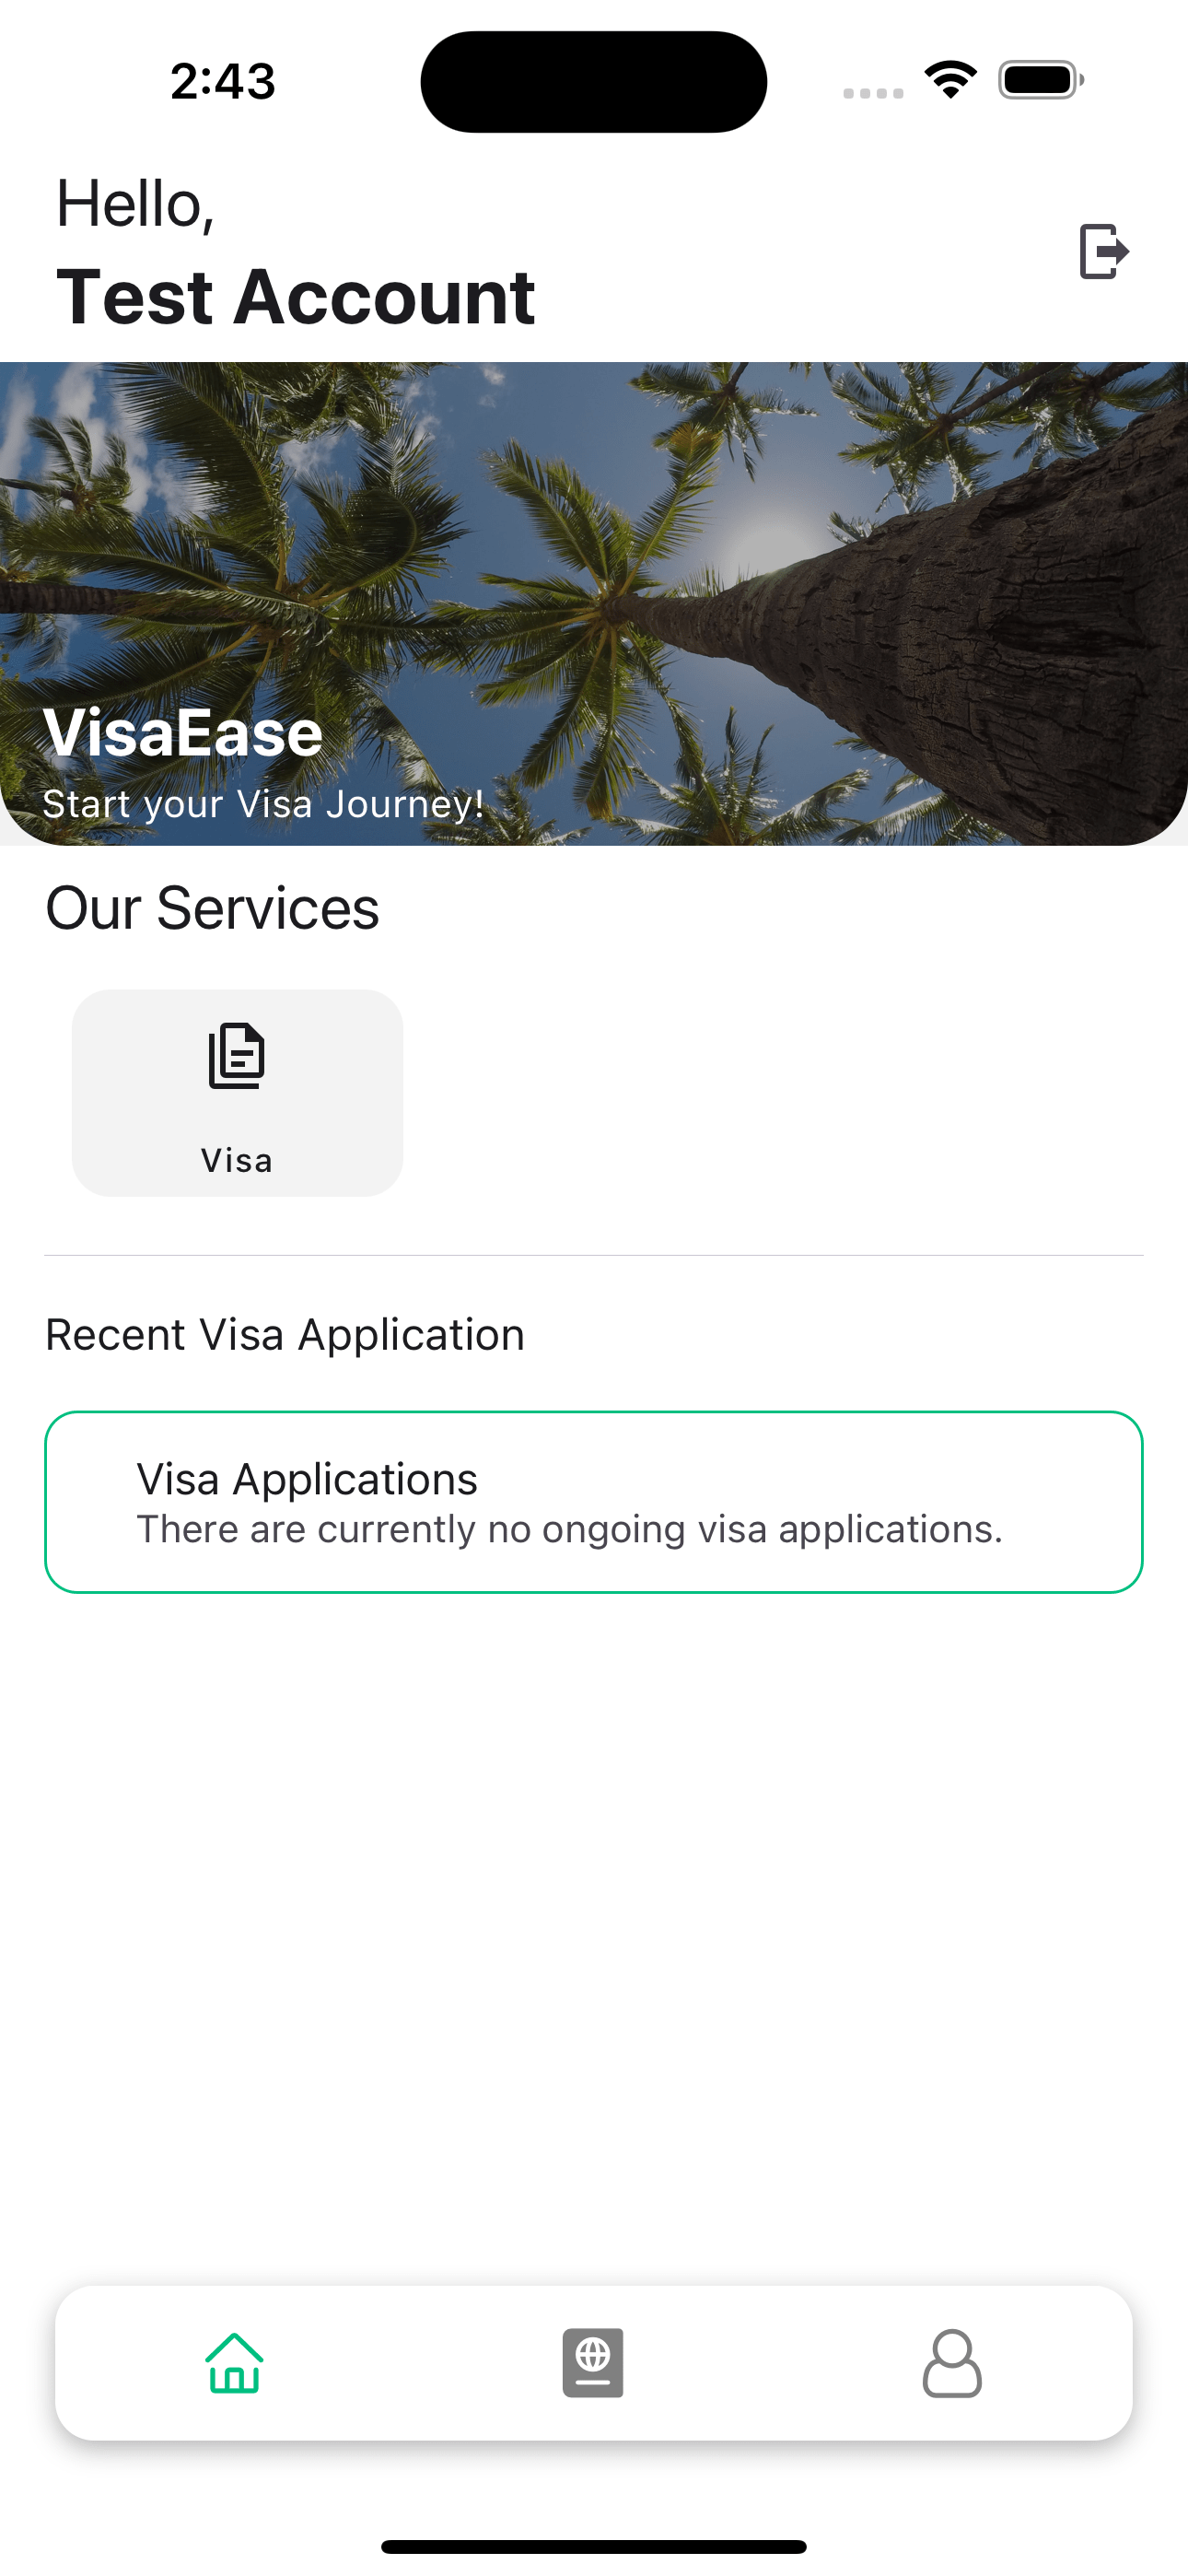 2:43
Hello,
Test Account
VisaEase
Start your Visa Journey!
Our Services
Visa
Recent Visa Application
Visa Applications
There are currently no ongoing visa applications.